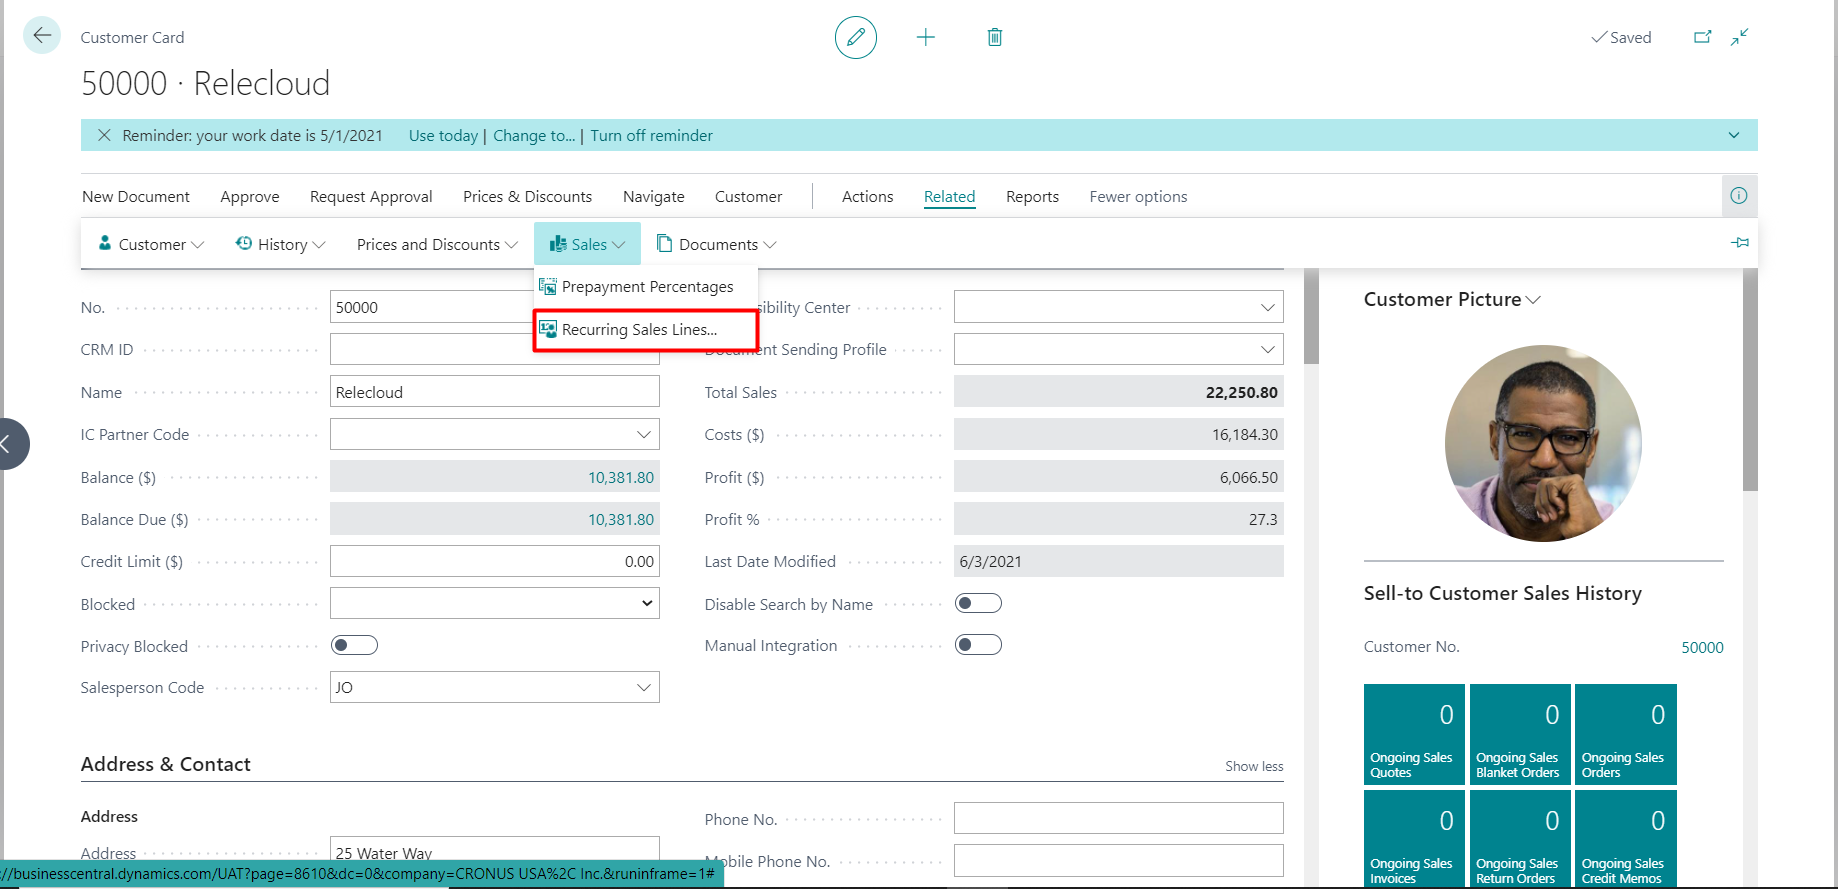 Customer Card
Saved
50000 · Relecloud
Reminder: your work date is 5/1/2021 Use today | Change to... | Turn off reminder
New Document Approve Request Approval Prices & Discounts Navigate Customer Actions Related Reports Fewer options
Customer History Prices and Discounts Sales Documents
Prepayment Percentages
Recurring Sales Lines...
No. 50000
CRM ID
Name Relecloud
IC Partner Code
Balance ($) 10,381.80
Balance Due ($) 10,381.80
Credit Limit ($) 0.00
Blocked
Privacy Blocked
Salesperson Code JO
sibility Center
Document Sending Profile
Total Sales 22,250.80
Costs ($) 16,184.30
Profit ($) 6,066.50
Profit % 27.3
Last Date Modified 6/3/2021
Disable Search by Name
Manual Integration
Address & Contact
Show less
Address
Address 25 Water Way
Phone No.
Mobile Phone No.
Customer Picture
Sell-to Customer Sales History
Customer No. 50000
0 0 0
Ongoing Sales Quotes
Ongoing Sales Blanket Orders
Ongoing Sales Orders
0 0 0
Ongoing Sales Invoices
Ongoing Sales Return Orders
Ongoing Sales Credit Memos
://businesscentral.dynamics.com/UAT?page=8610&dc=0&company=CRONUS USA%2C Inc.&runinframe=1#